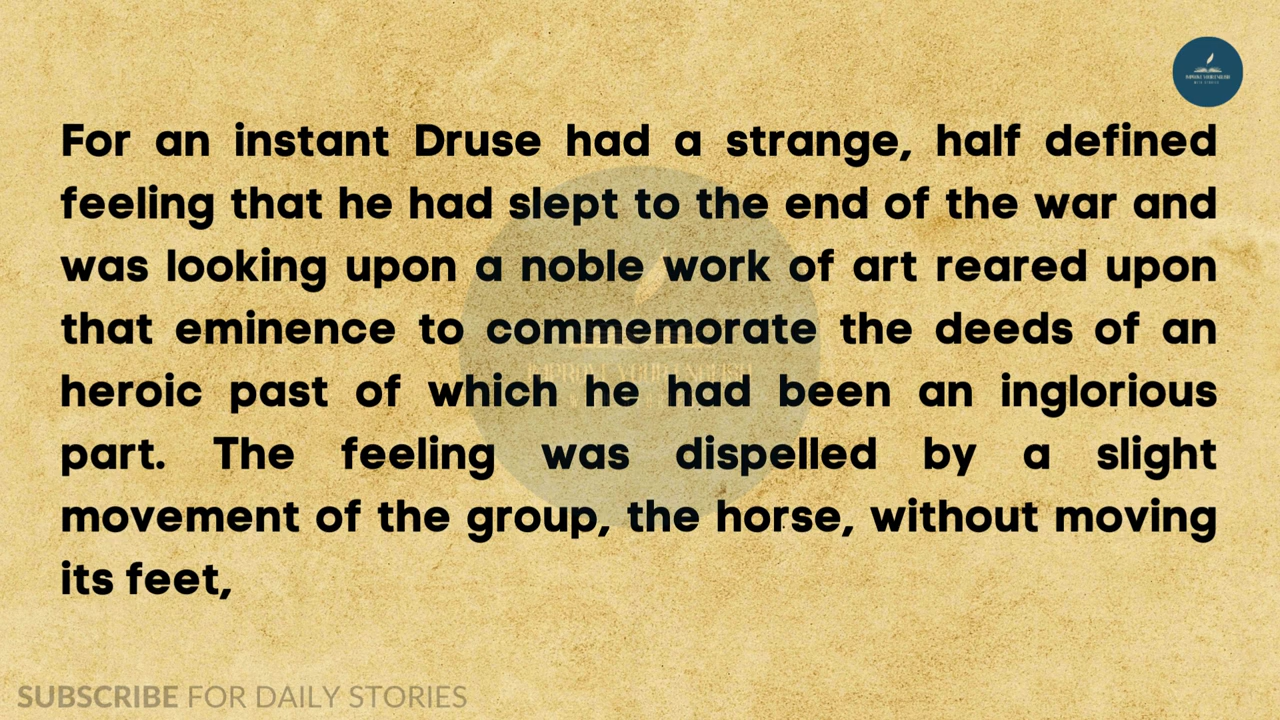 For an instant Druse had a strange, half defined
feeling that he had slept to the end of the war and
was looking upon a noble work of art reared upon
that eminence to commemorate the deeds of an
heroic past of which he had been an inglorious
part. The feeling was dispelled by a slight
movement of the group, the horse, without moving
its feet,
SUBSCRIBE FOR DAILY STORIES